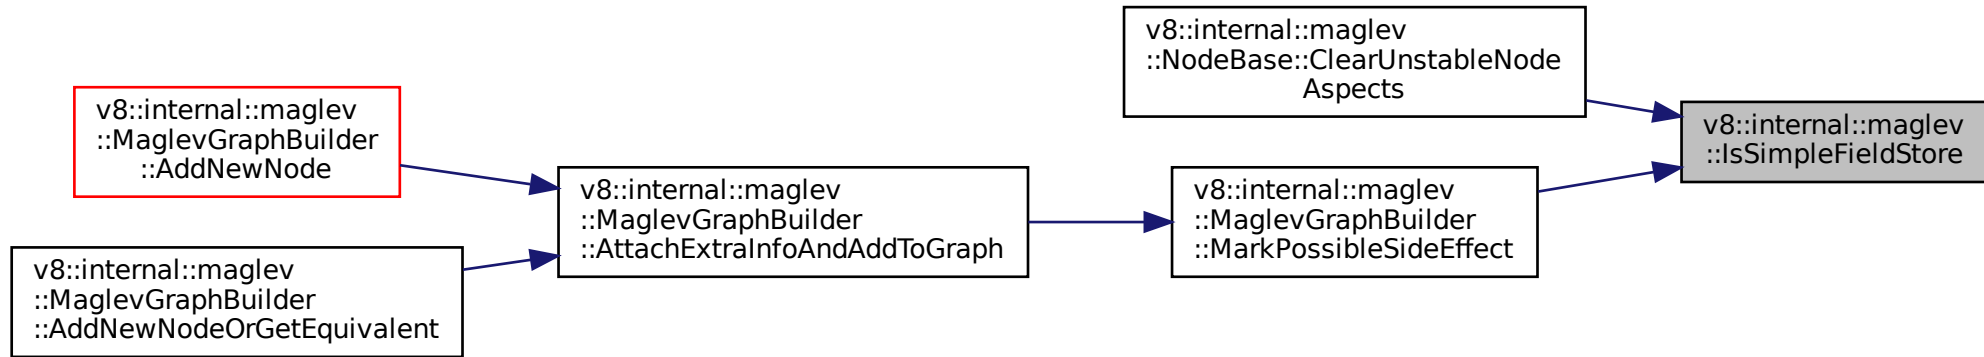 v8::internal::maglev
::NodeBase::ClearUnstableNode
Aspects
v8::internal::maglev
::MaglevGraphBuilder
::AddNewNode
v8::internal::maglev
::IsSimpleFieldStore
v8::internal::maglev
::MaglevGraphBuilder
::AttachExtraInfoAndAddToGraph
v8::internal::maglev
::MaglevGraphBuilder
::MarkPossibleSideEffect
v8::internal::maglev
::MaglevGraphBuilder
::AddNewNodeOrGetEquivalent